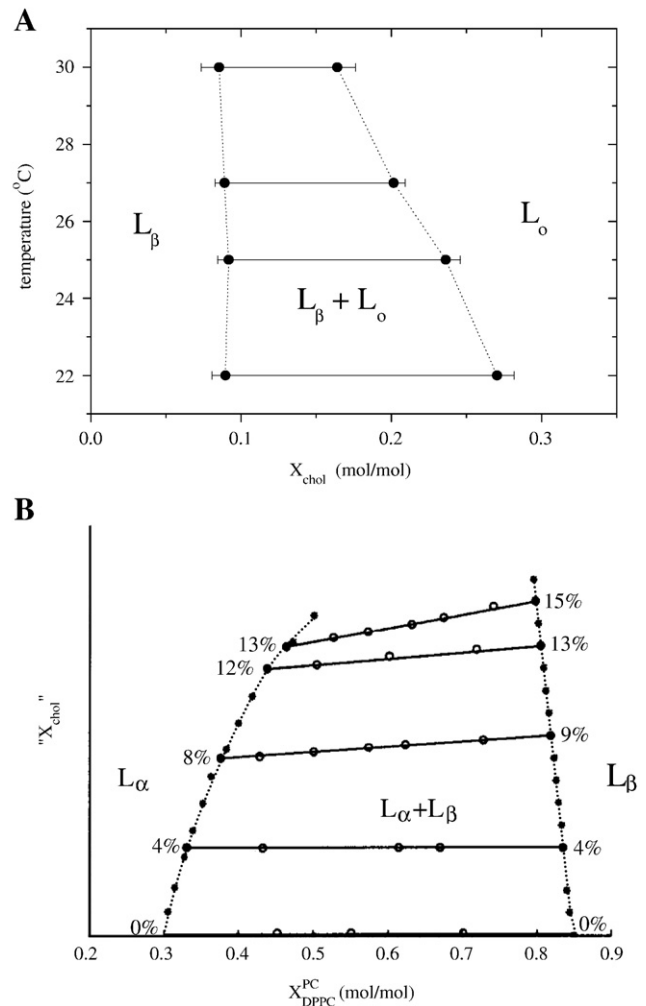 A
30
28
26
24
22
temperature (°C)
Lβ
Lo
Lβ + Lo
0.0 0.1 0.2 0.3
Xchol (mol/mol)
B
15%
13% 13%
12%
"Xchol"
8% 9%
Lα Lβ
Lα+Lβ
4% 4%
0% 0%
0.2 0.3 0.4 0.5 0.6 0.7 0.8 0.9
X^PC_DPPC (mol/mol)